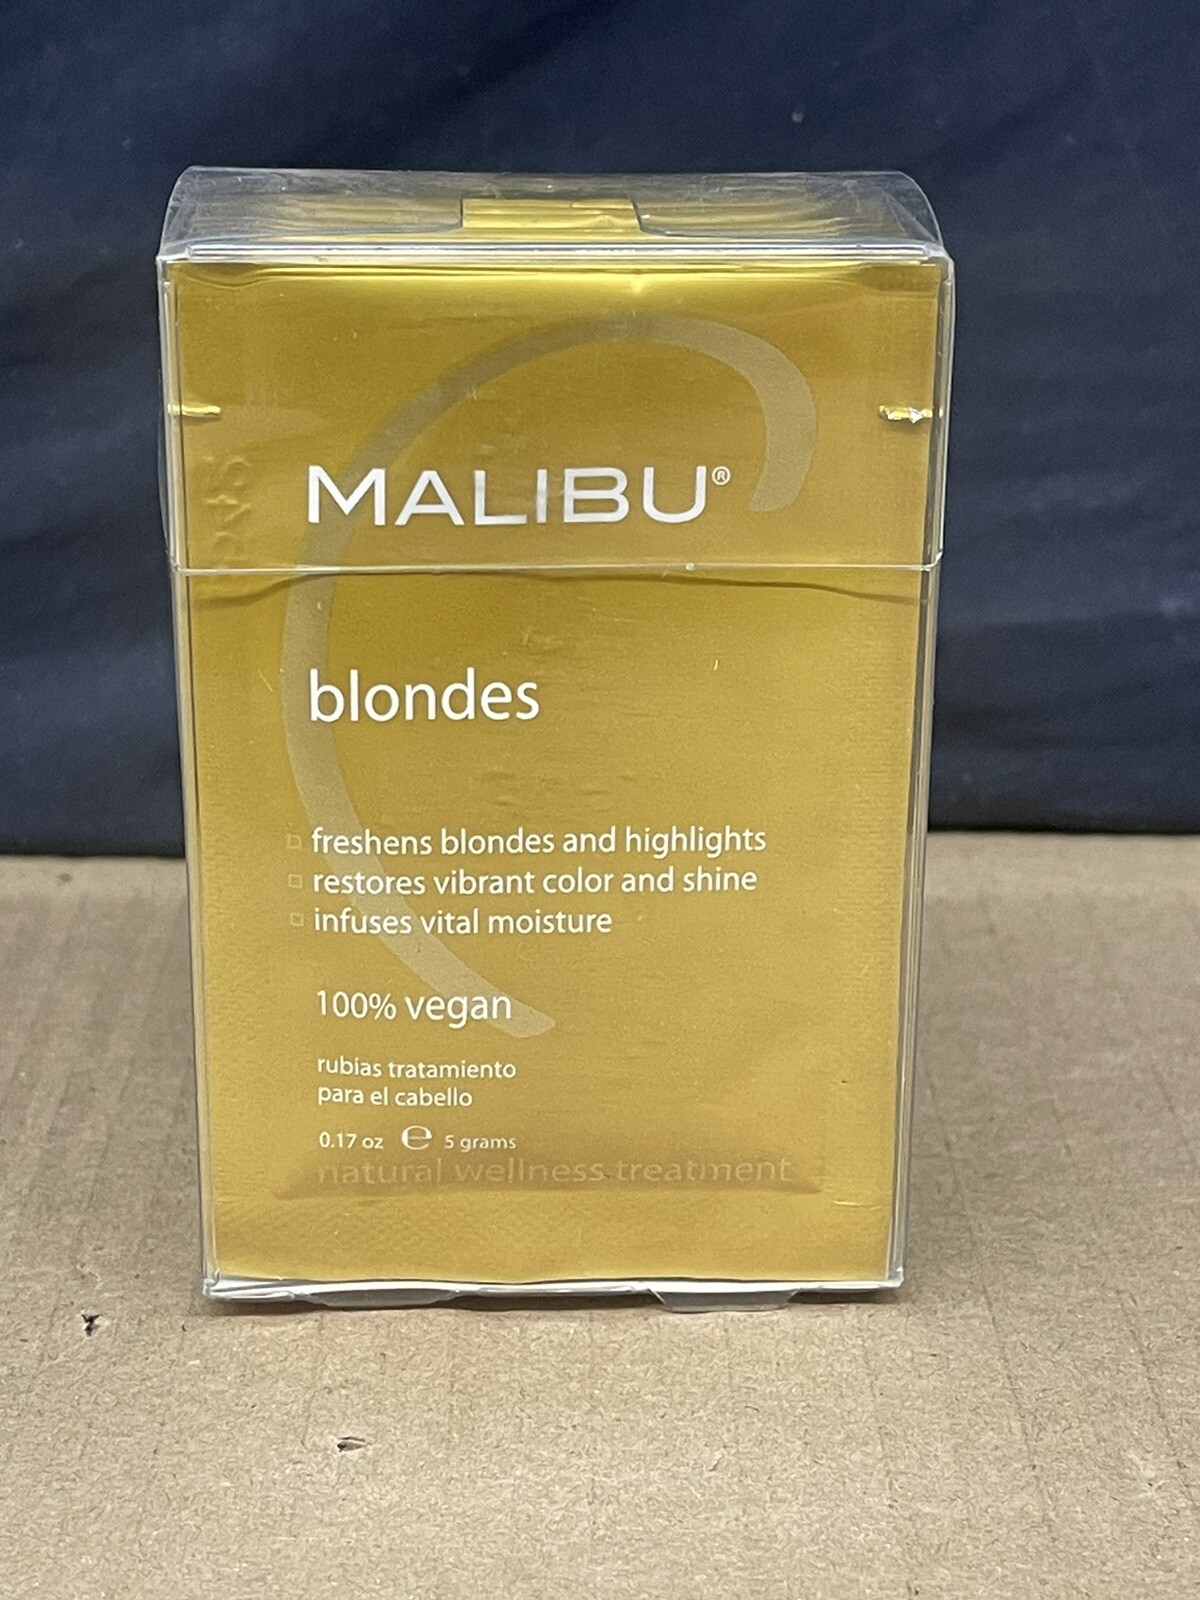 MALIBU®
blondes
freshens blondes and highlights
restores vibrant color and shine
infuses vital moisture
100% vegan
rubias tratamiento
para el cabello
0.17 oz ℮ 5 grams
natural wellness treatment